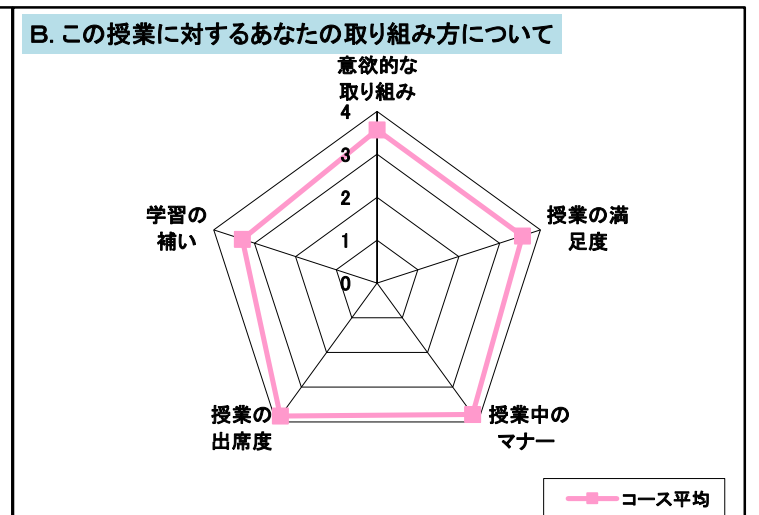 B. この授業に対するあなたの取り組み方について
意欲的な
取り組み
4
3
2
1
0
授業の満
足度
授業中の
マナー
授業の
出席度
学習の
補い
コース平均